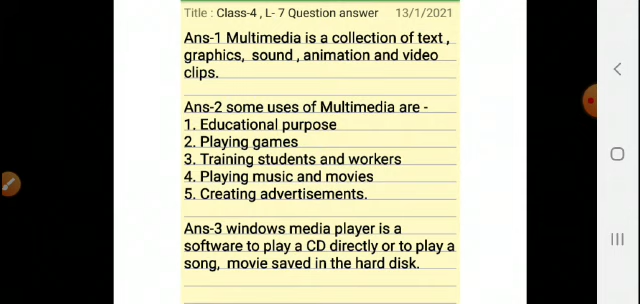 Title : Class-4 , L- 7 Question answer 13/1/2021
Ans-1 Multimedia is a collection of text ,
graphics, sound , animation and video
clips.
Ans-2 some uses of Multimedia are -
1. Educational purpose
2. Playing games
3. Training students and workers
4. Playing music and movies
5. Creating advertisements.
Ans-3 windows media player is a
software to play a CD directly or to play a
song, movie saved in the hard disk.